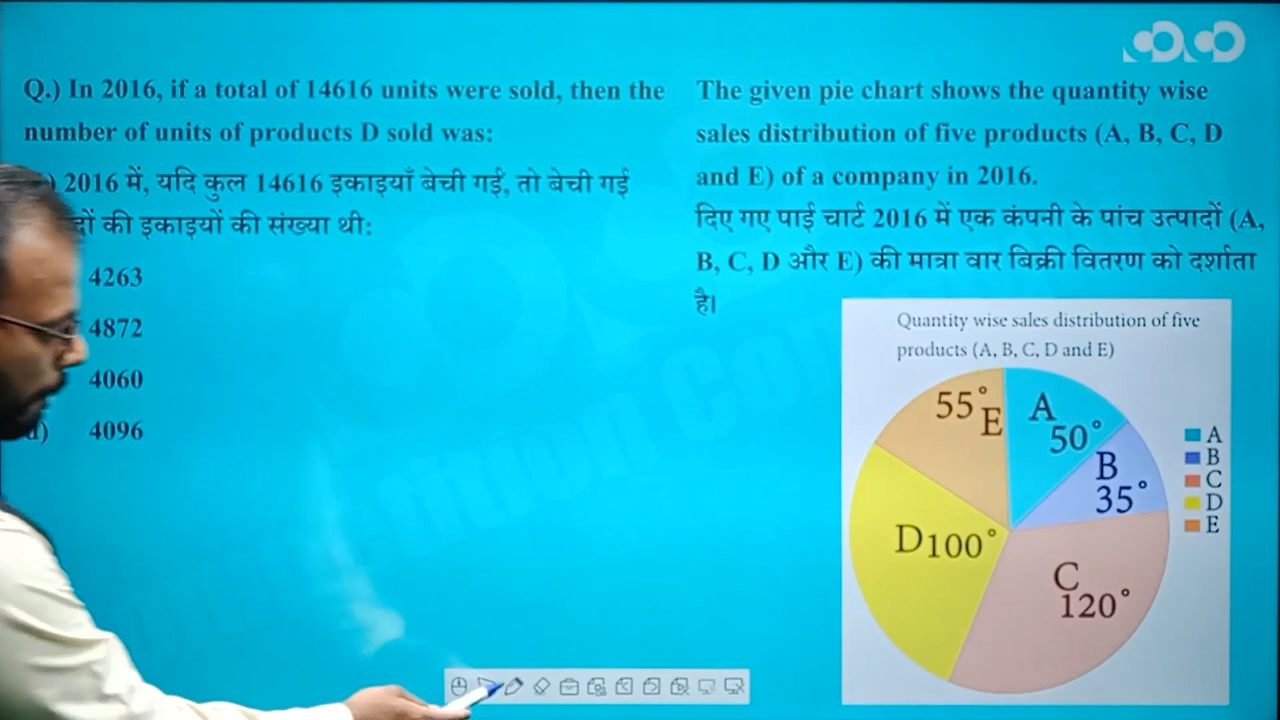 Q.) In 2016, if a total of 14616 units were sold, then the
number of units of products D sold was:
2016 में, यदि कुल 14616 इकाइयाँ बेची गईं, तो बेची गई
की इकाइयों की संख्या थी:
4263
4872
4060
d) 4096
The given pie chart shows the quantity wise
sales distribution of five products (A, B, C, D
and E) of a company in 2016.
दिए गए पाई चार्ट 2016 में एक कंपनी के पांच उत्पादों (A,
B, C, D और E) की मात्रा वार बिक्री वितरण को दर्शाता
है।
Quantity wise sales distribution of five
products (A, B, C, D and E)
55° E
A 50°
B 35°
D100°
C 120°
A
B
C
D
E